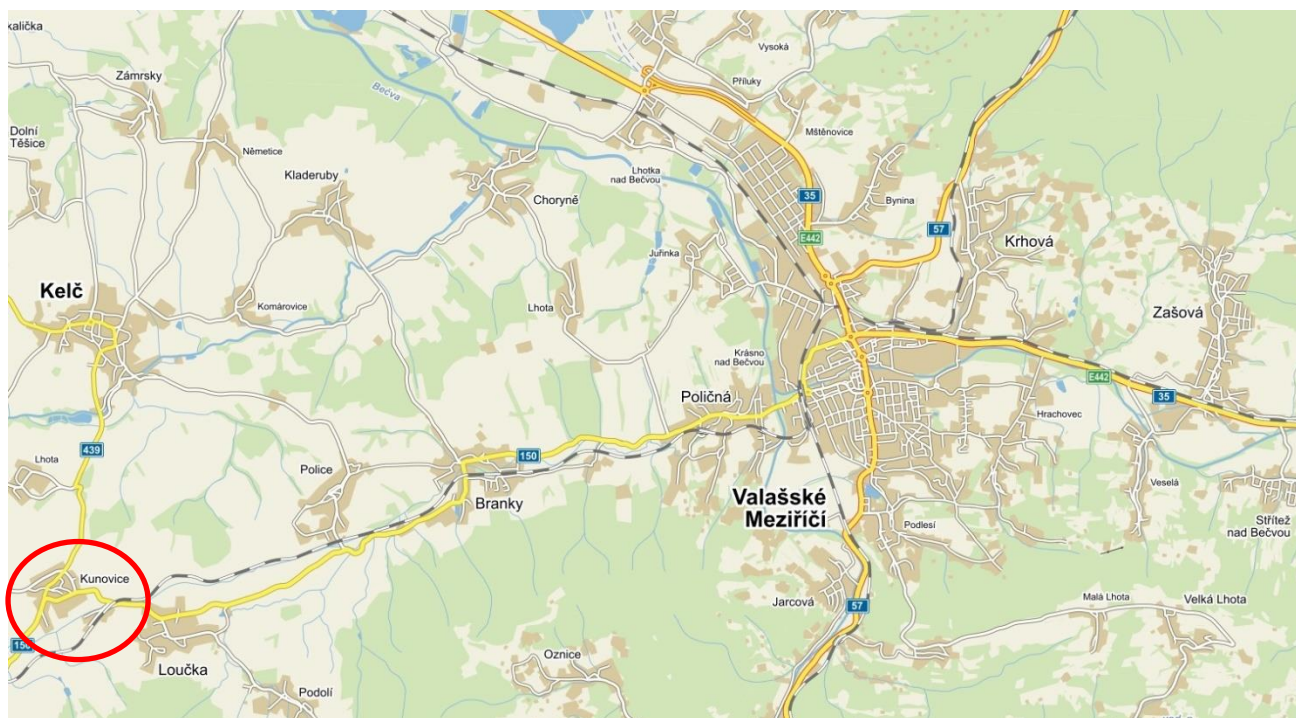 kalička
Vysoká
Zámrsky
Příluky
Bečva
Dolní
Těšice
Mštěnovice
Němetice
Lhotka
nad Bečvou
Kladeruby
Choryně
35
Bynina
57
E442
Krhová
Juřinka
Kelč
Komárovice
Lhota
Zašová
Krásno
nad Bečvou
E442
35
Poličná
Hrachovec
439
Lhota
150
Police
Branky
Veselá
Valašské
Meziříčí
Podlesí
Střítež
nad Bečvou
Kunovice
Jarcová
57
Malá Lhota
Velká Lhota
150
Loučka
Oznice
Podolí